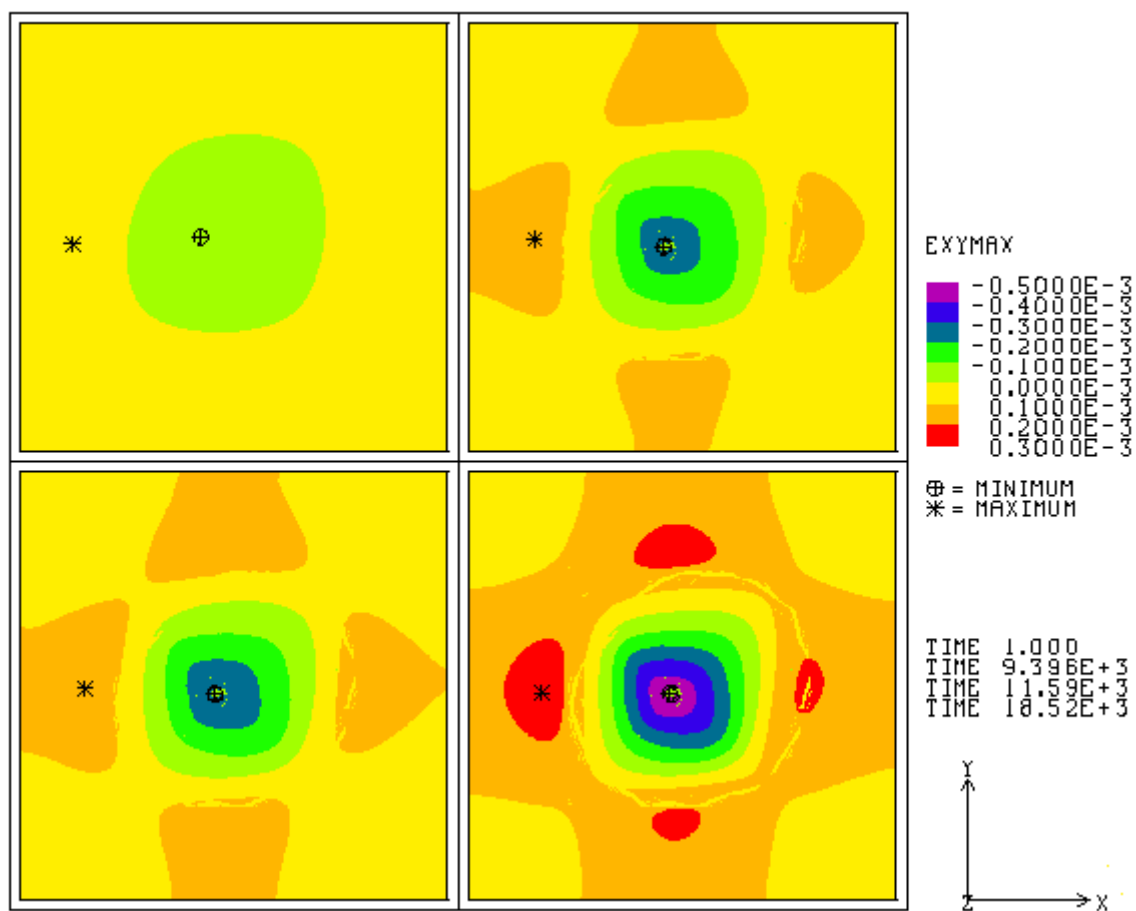 EXYMAX
-0.5000E-3
-0.4000E-3
-0.3000E-3
-0.2000E-3
-0.1000E-3
0.0000E-3
0.1000E-3
0.2000E-3
0.3000E-3
⊕ = MINIMUM
* = MAXIMUM
TIME 1.000
TIME 9.396E+3
TIME 11.59E+3
TIME 18.52E+3
Y
Z X